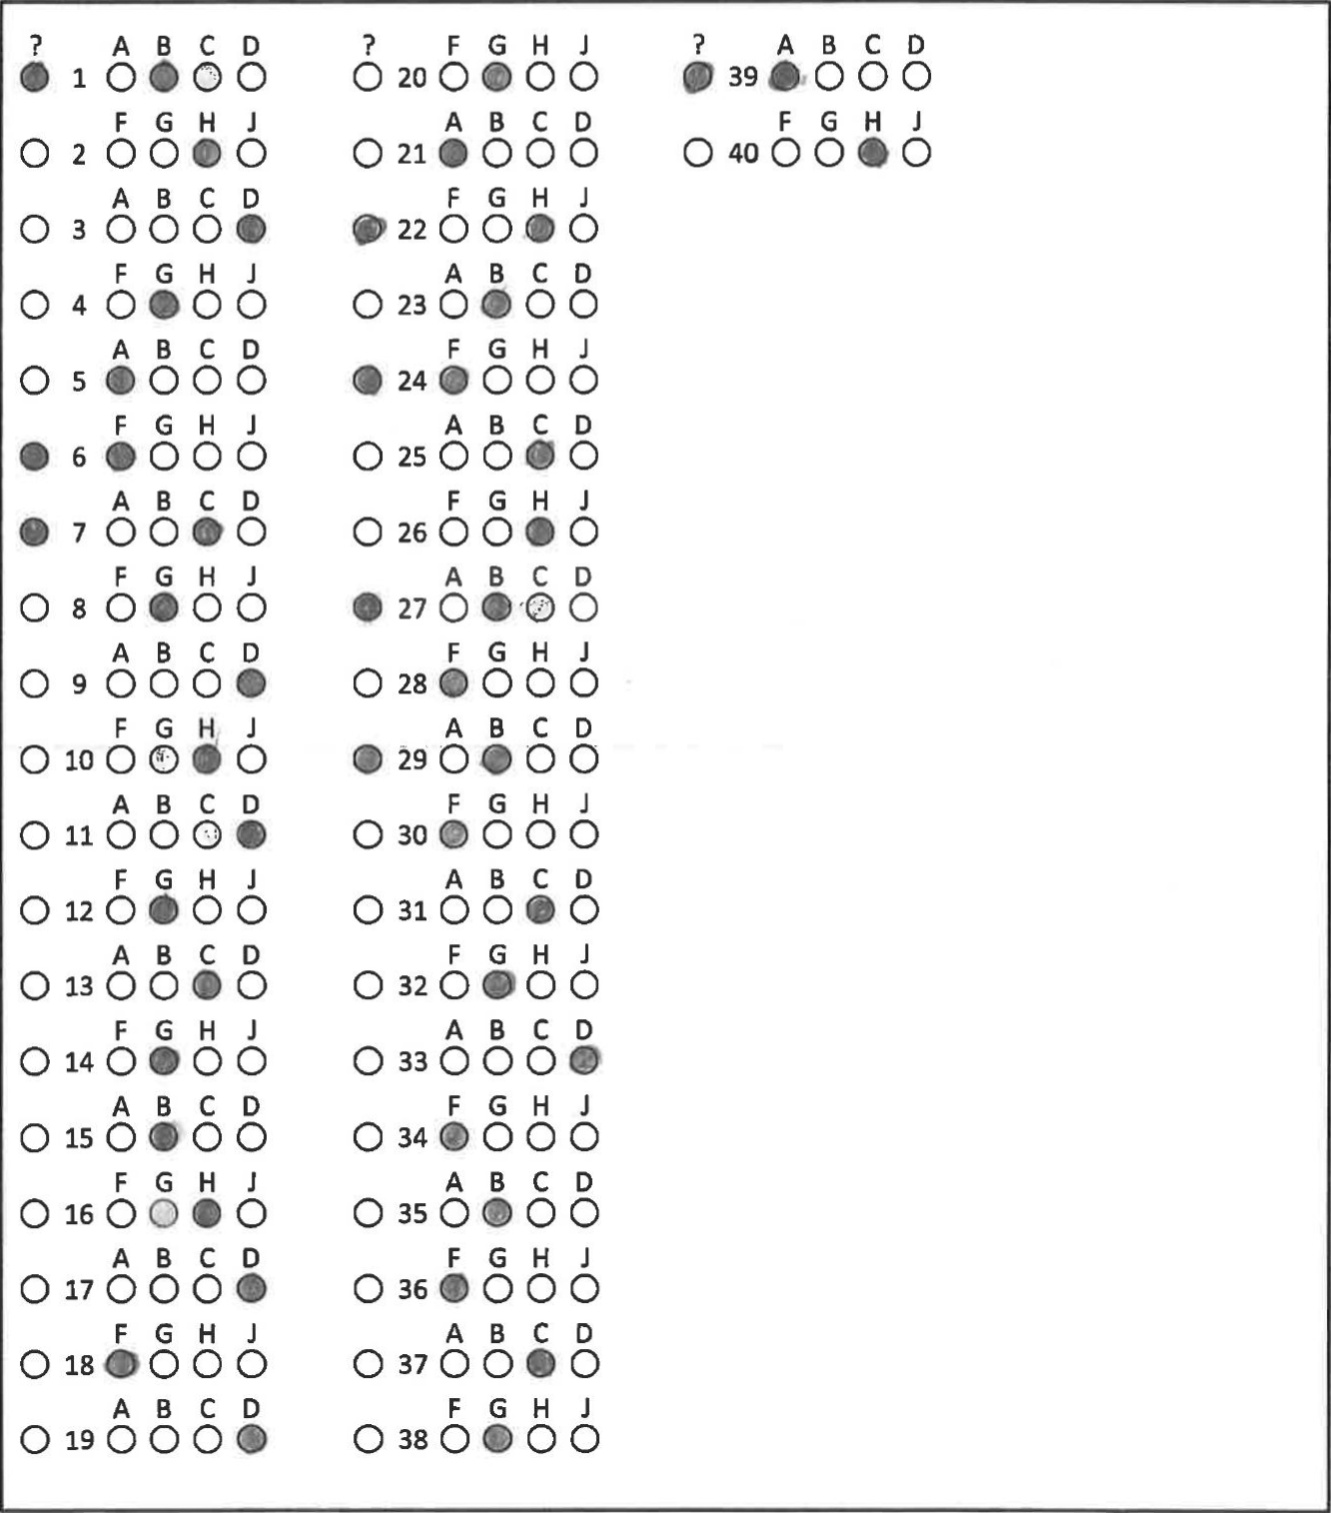 ? A B C D
1
F G H J
2
A B C D
3
F G H J
4
A B C D
5
F G H J
6
A B C D
7
F G H J
8
A B C D
9
F G H J
10
A B C D
11
F G H J
12
A B C D
13
F G H J
14
A B C D
15
F G H J
16
A B C D
17
F G H J
18
A B C D
19
? F G H J
20
A B C D
21
F G H J
22
A B C D
23
F G H J
24
A B C D
25
F G H J
26
A B C D
27
F G H J
28
A B C D
29
F G H J
30
A B C D
31
F G H J
32
A B C D
33
F G H J
34
A B C D
35
F G H J
36
A B C D
37
F G H J
38
? A B C D
39
F G H J
40